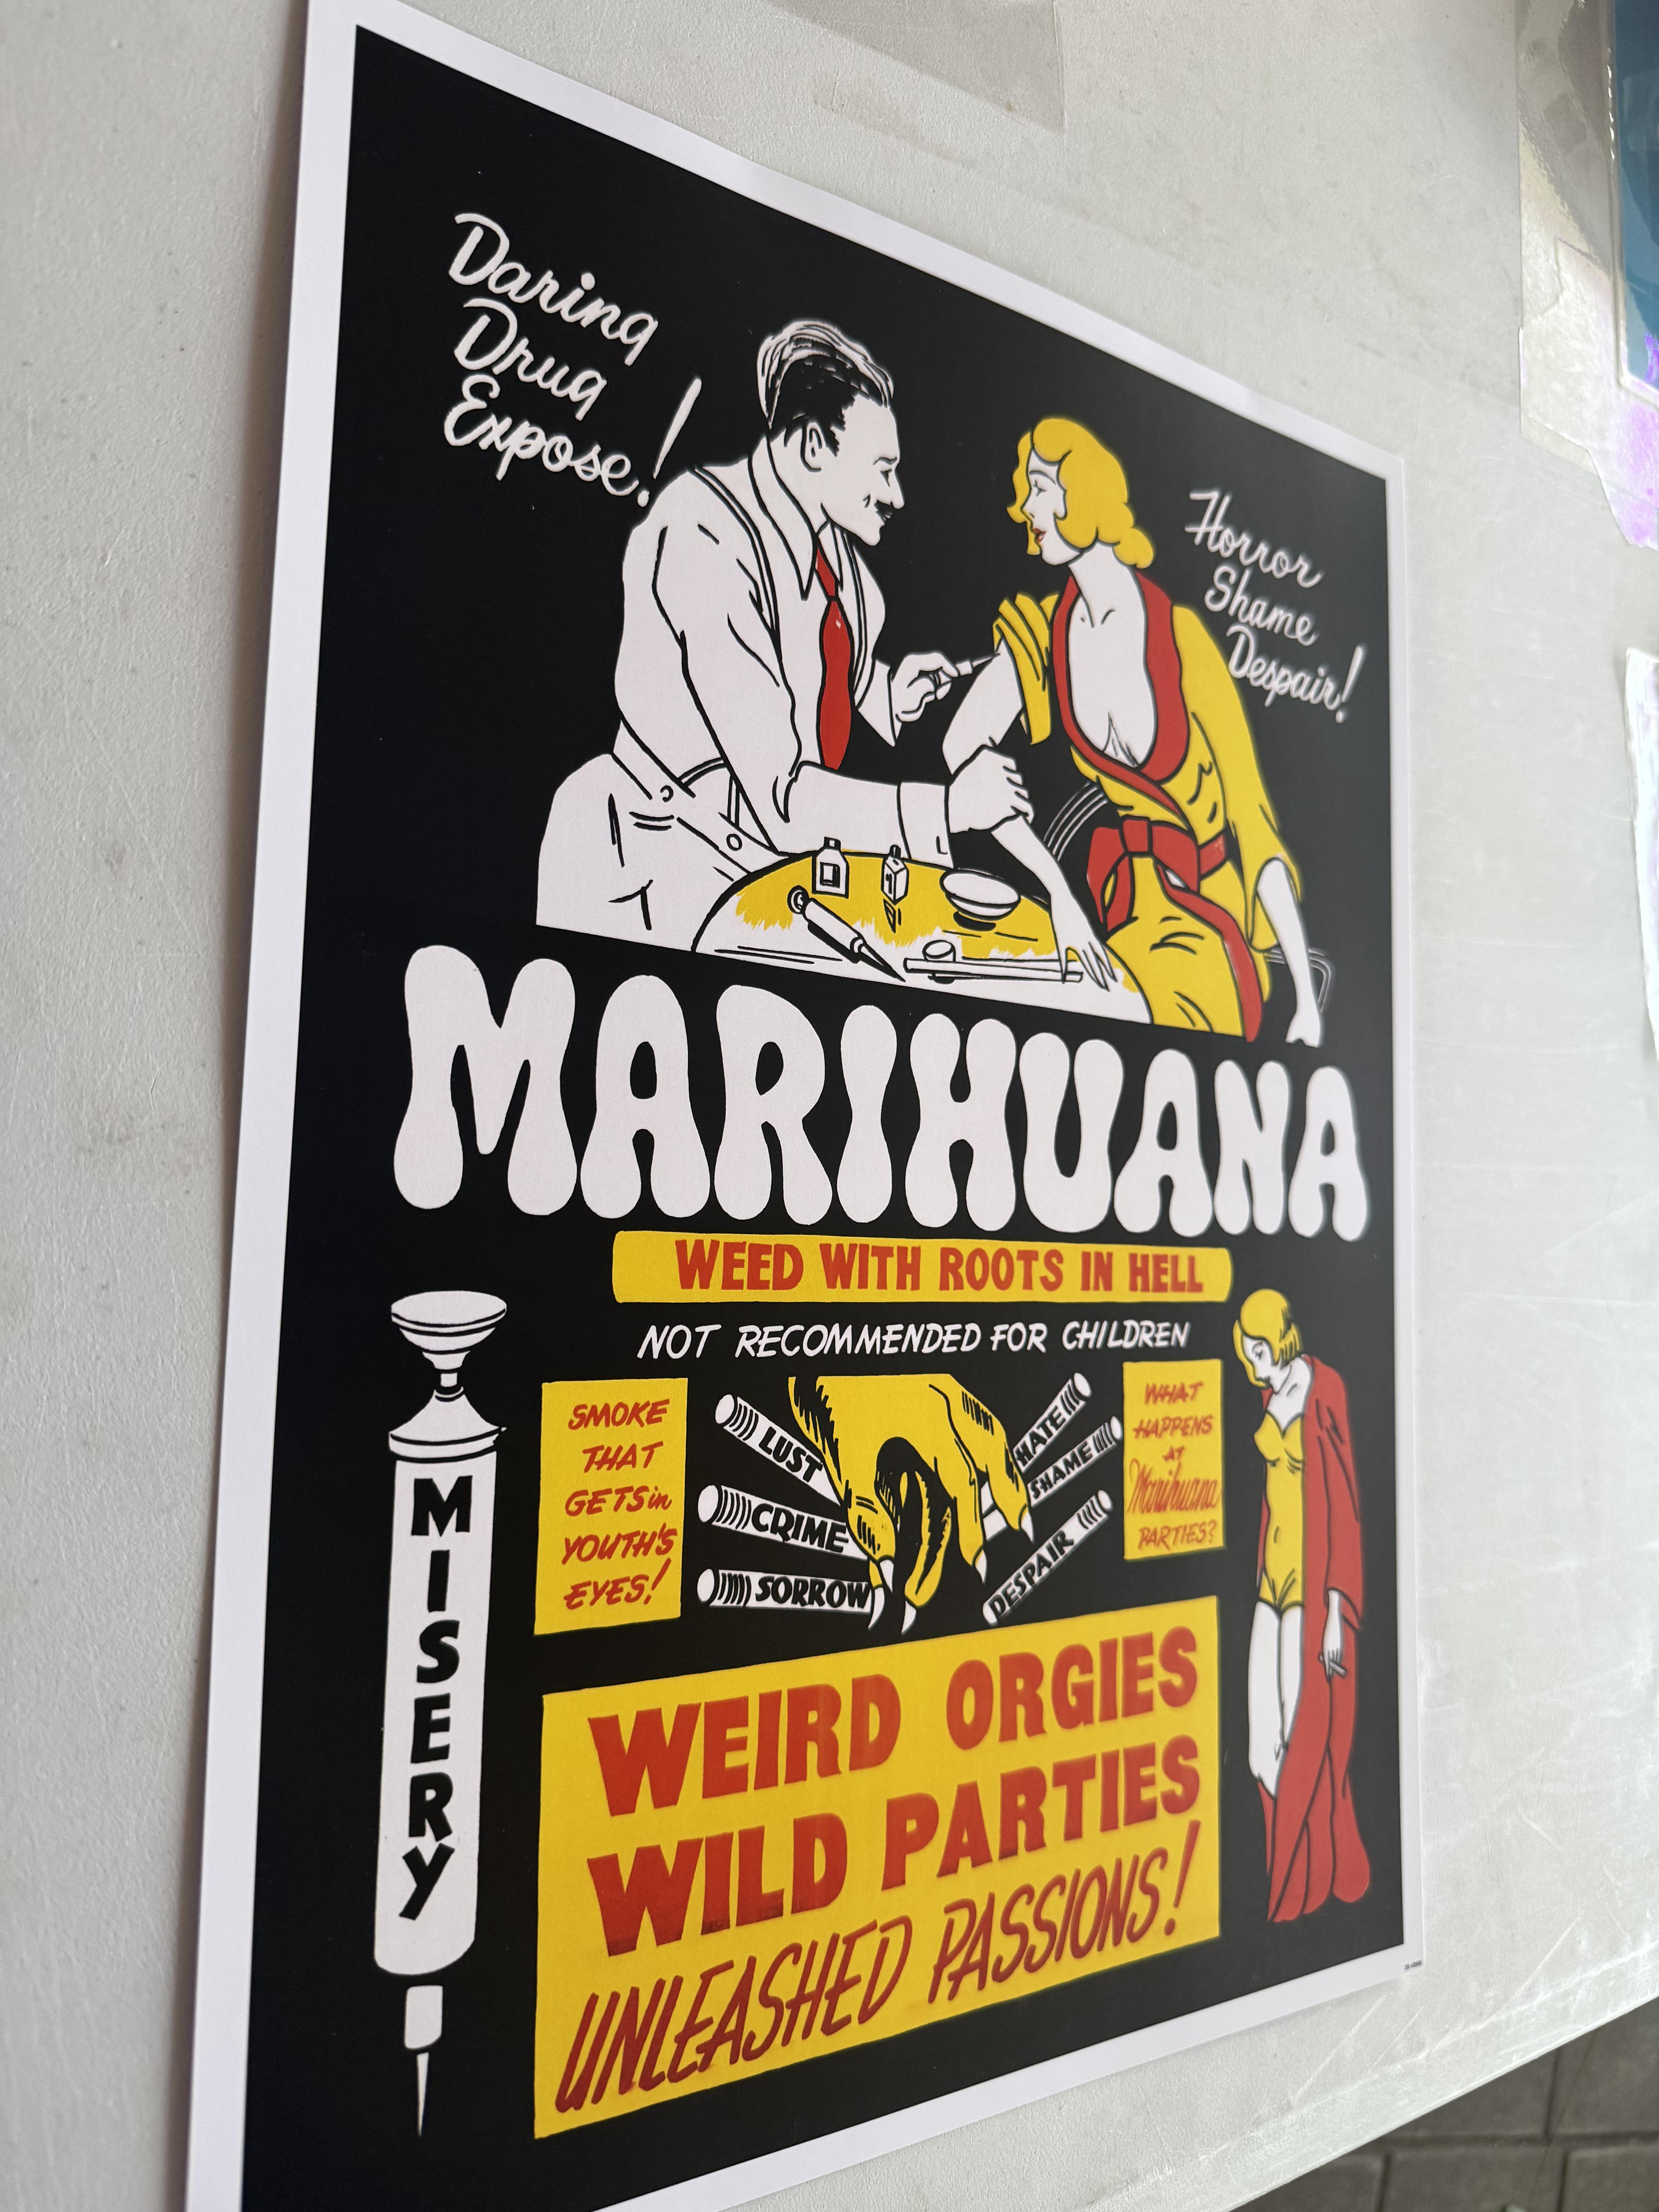 Daring
Drug
Expose!
Horror
Shame
Despair!
MARIHUANA
WEED WITH ROOTS IN HELL
NOT RECOMMENDED FOR CHILDREN
MISERY
SMOKE
THAT
GETS in
YOUTH'S
EYES!
LUST
CRIME
SORROW
HATE
SHAME
DESPAIR
WHAT
HAPPENS
AT
Marihuana
PARTIES?
WEIRD ORGIES
WILD PARTIES
UNLEASHED PASSIONS!